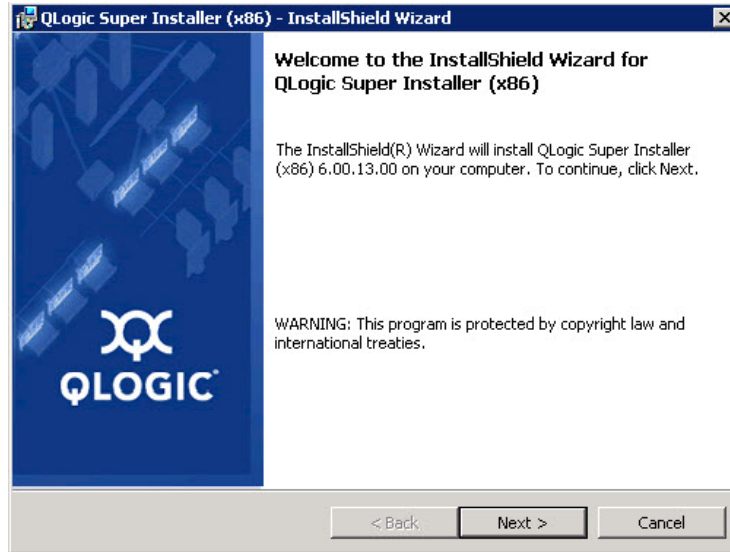 QLogic Super Installer (x86) - InstallShield Wizard
Welcome to the InstallShield Wizard for
QLogic Super Installer (x86)
The InstallShield(R) Wizard will install QLogic Super Installer
(x86) 6.00.13.00 on your computer. To continue, click Next.
WARNING: This program is protected by copyright law and
international treaties.
QLOGIC
< Back
Next >
Cancel